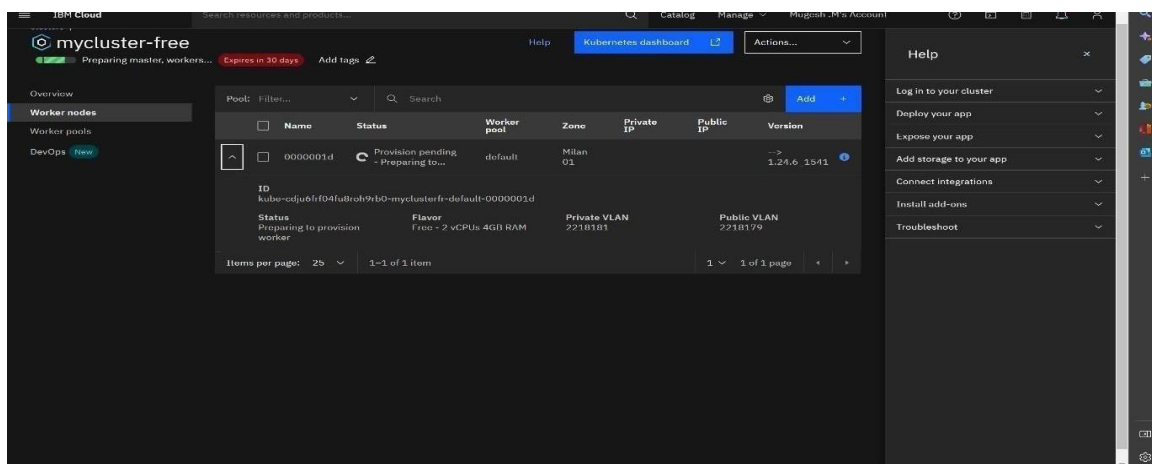 IBM Cloud Search resources and products... Catalog Manage Mugesh .M's Account
mycluster-free Help Kubernetes dashboard Actions...
Preparing master, workers... Expires in 30 days Add tags
Overview
Worker nodes
Worker pools
DevOps New
Pool: Filter... Search Add +
Name Status Worker pool Zone Private IP Public IP Version
0000001d Provision pending - Preparing to... default Milan 01 --> 1.24.6_1541
ID
kube-cdju6frf04fu8roh9rb0-myclusterfr-default-0000001d
Status Flavor Private VLAN Public VLAN
Preparing to provision worker Free - 2 vCPUs 4GB RAM 2218181 2218179
Items per page: 25 1–1 of 1 item 1 1 of 1 page
Help
Log in to your cluster
Deploy your app
Expose your app
Add storage to your app
Connect integrations
Install add-ons
Troubleshoot